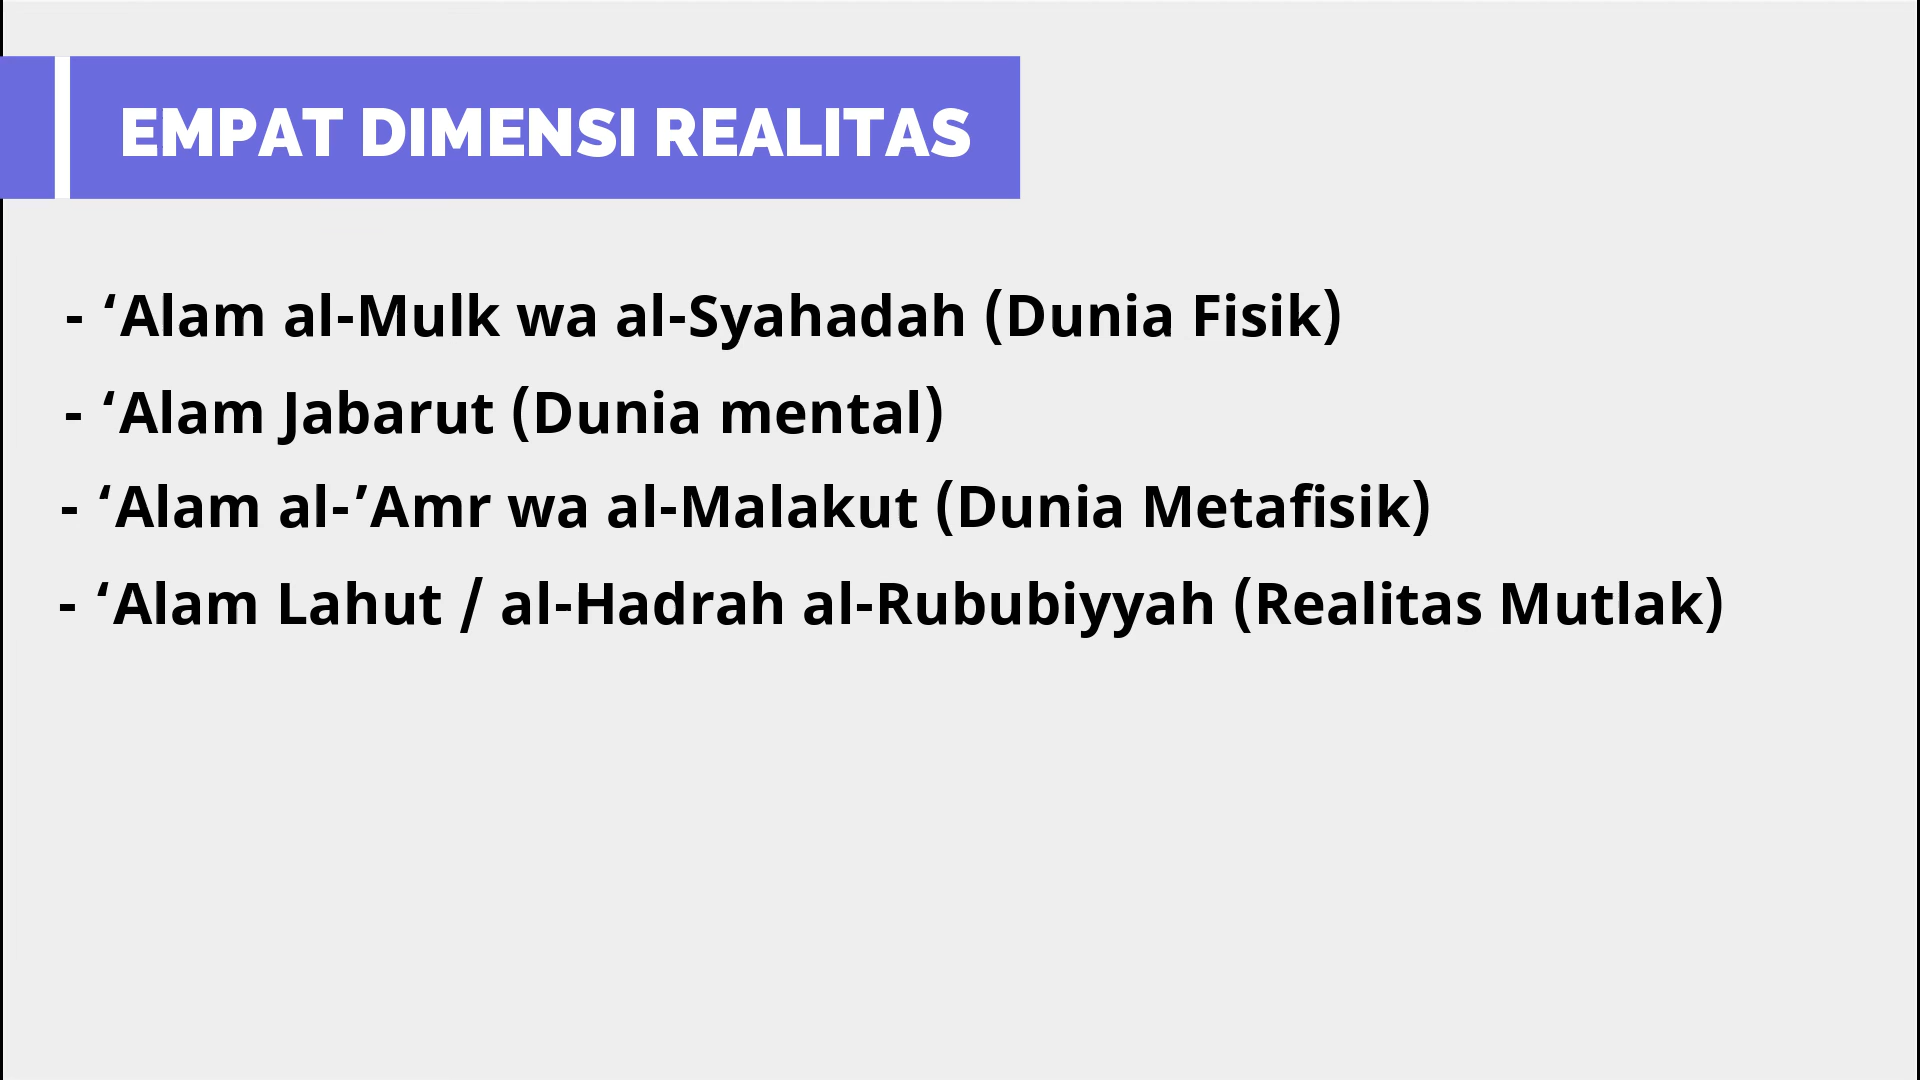 EMPAT DIMENSI REALITAS
- ‘Alam al-Mulk wa al-Syahadah (Dunia Fisik)
- ‘Alam Jabarut (Dunia mental)
- ‘Alam al-’Amr wa al-Malakut (Dunia Metafisik)
- ‘Alam Lahut / al-Hadrah al-Rububiyyah (Realitas Mutlak)